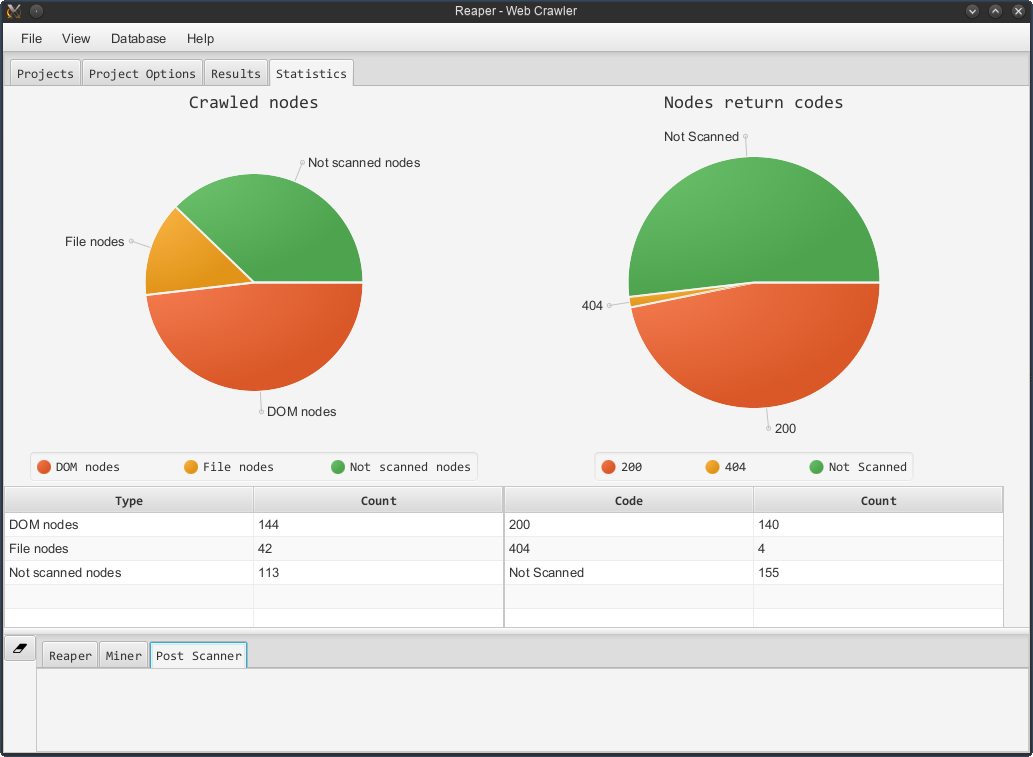 Reaper - Web Crawler
File View Database Help
Projects Project Options Results Statistics
Crawled nodes
Not scanned nodes
File nodes
DOM nodes
DOM nodes File nodes Not scanned nodes
Nodes return codes
Not Scanned
404
200
200 404 Not Scanned
Type Count
DOM nodes 144
File nodes 42
Not scanned nodes 113
Code Count
200 140
404 4
Not Scanned 155
Reaper Miner Post Scanner